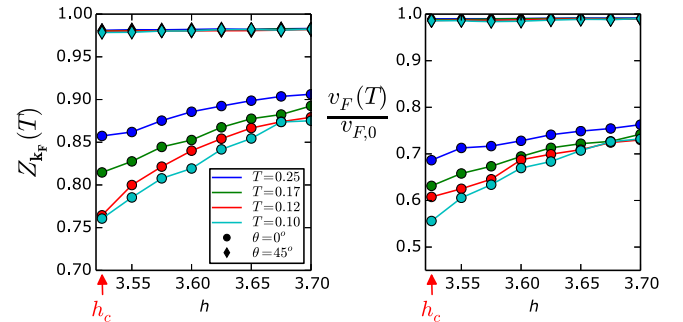 1.00
0.95
0.90
0.85
0.80
0.75
0.70
Z_{k_F}(T)
T=0.25
T=0.17
T=0.12
T=0.10
θ=0°
θ=45°
3.55 3.60 3.65 3.70
h_c
h
1.0
0.9
0.8
0.7
0.6
0.5
v_F(T)
v_{F,0}
3.55 3.60 3.65 3.70
h_c
h